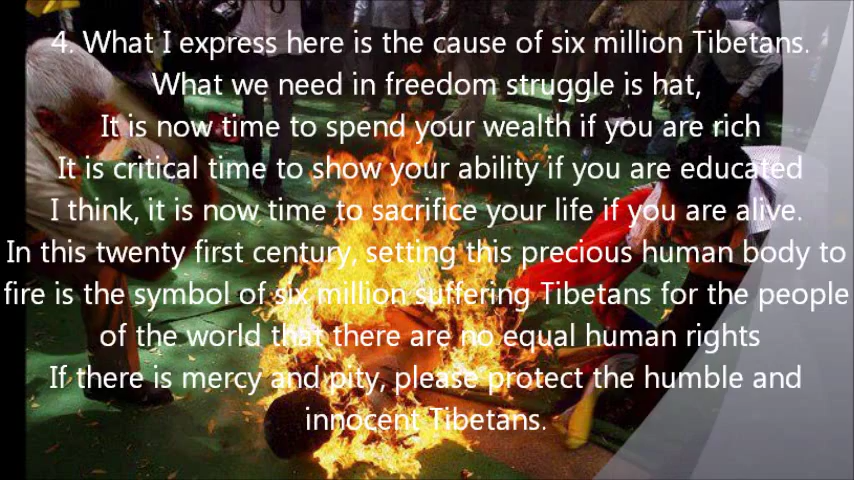 4. What I express here is the cause of six million Tibetans.
What we need in freedom struggle is hat,
It is now time to spend your wealth if you are rich
It is critical time to show your ability if you are educated
I think, it is now time to sacrifice your life if you are alive.
In this twenty first century, setting this precious human body to
fire is the symbol of six million suffering Tibetans for the people
of the world that there are no equal human rights
If there is mercy and pity, please protect the humble and
innocent Tibetans.